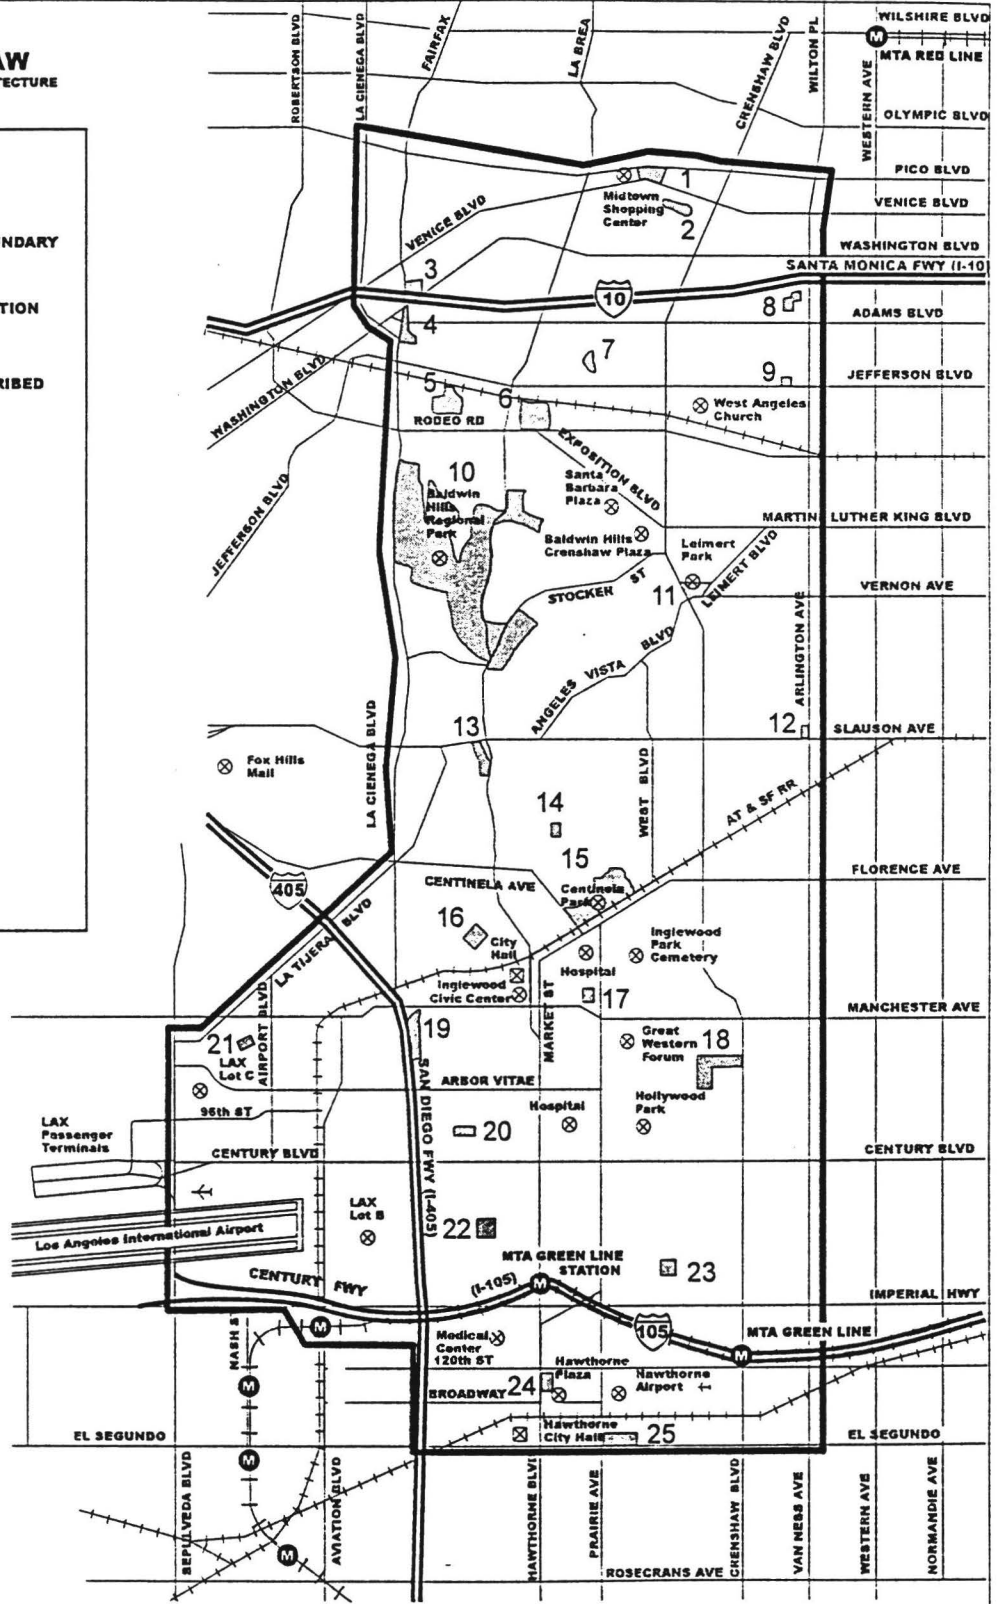 AW
TECTURE
NDARY
TION
RIBED
ROBERTSON BLVD
LA CIENEGA BLVD
FAIRFAX
LA BREA
CRENSHAW BLVD
WILTON PL
WILSHIRE BLVD
M
MTA RED LINE
WESTERN AVE
OLYMPIC BLVD
PICO BLVD
1
Midtown
Shopping
Center
2
VENICE BLVD
VENICE BLVD
WASHINGTON BLVD
SANTA MONICA FWY (I-10)
3
10
8
ADAMS BLVD
4
7
WASHINGTON BLVD
5
6
9
JEFFERSON BLVD
West Angeles
Church
RODEO RD
EXPOSITION BLVD
10
Baldwin
Hills
Regional
Park
Santa
Barbara
Plaza
JEFFERSON BLVD
MARTIN LUTHER KING BLVD
Baldwin Hills
Crenshaw Plaza
Leimert
Park
LEIMERT BLVD
STOCKER ST
11
VERNON AVE
ARLINGTON AVE
ANGELES VISTA BLVD
LA CIENEGA BLVD
13
12
SLAUSON AVE
Fox Hills
Mall
WEST BLVD
14
AT & SF RR
15
FLORENCE AVE
405
CENTINELA AVE
Centinela
Park
LA TIJERA BLVD
16
City
Hall
Inglewood
Park
Cemetery
Hospital
Inglewood
Civic Center
17
MARKET ST
MANCHESTER AVE
19
21
LAX
Lot C
AIRPORT BLVD
Great
Western
Forum
18
SAN DIEGO FWY (I-405)
ARBOR VITAE
96th ST
Hospital
Hollywood
Park
LAX
Passenger
Terminals
20
CENTURY BLVD
CENTURY BLVD
LAX
Lot B
22
Los Angeles International Airport
MTA GREEN LINE
STATION
23
CENTURY FWY
(I-105)
M
IMPERIAL HWY
NASH ST
M
105
MTA GREEN LINE
M
Medical
Center
120th ST
Hawthorne
Plaza
Hawthorne
Airport
M
BROADWAY
24
Hawthorne
City Hall
25
EL SEGUNDO
EL SEGUNDO
M
SEPULVEDA BLVD
AVIATION BLVD
HAWTHORNE BLVD
PRAIRIE AVE
CRENSHAW BLVD
VAN NESS AVE
WESTERN AVE
NORMANDIE AVE
M
ROSECRANS AVE